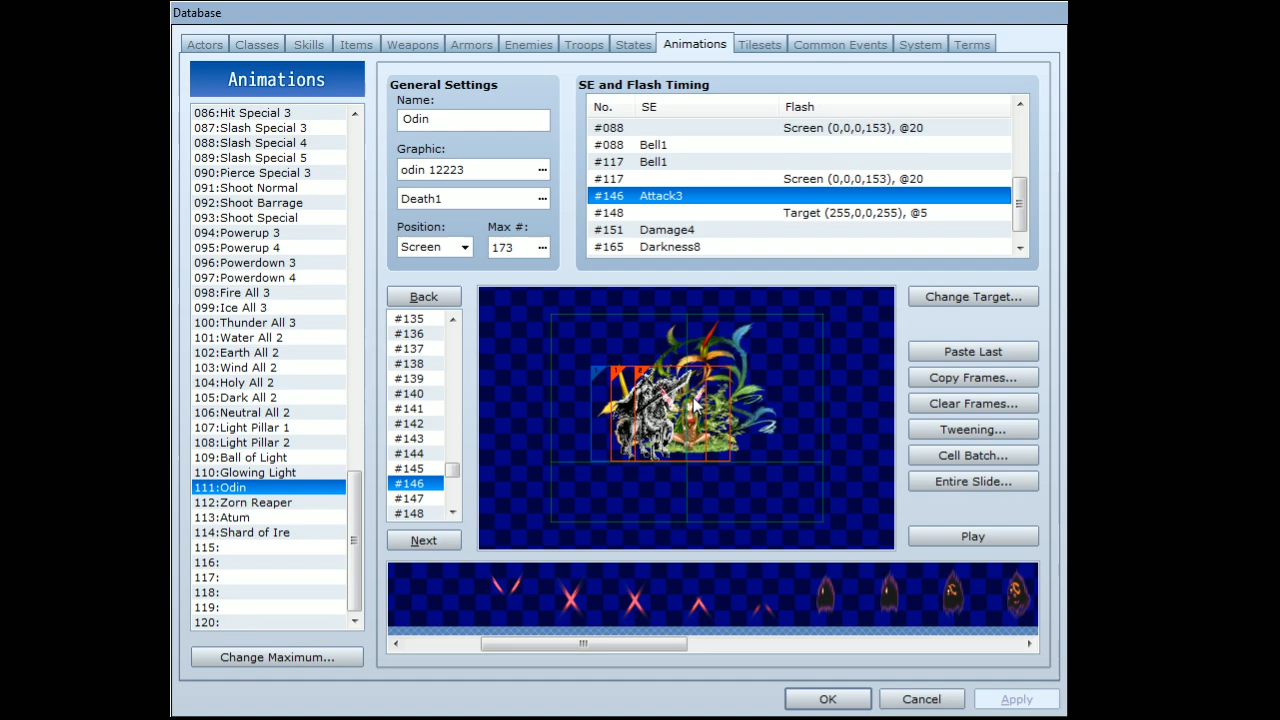 Database
Actors Classes Skills Items Weapons Armors Enemies Troops States Animations Tilesets Common Events System Terms
Animations
086:Hit Special 3
087:Slash Special 3
088:Slash Special 4
089:Slash Special 5
090:Pierce Special 3
091:Shoot Normal
092:Shoot Barrage
093:Shoot Special
094:Powerup 3
095:Powerup 4
096:Powerdown 3
097:Powerdown 4
098:Fire All 3
099:Ice All 3
100:Thunder All 3
101:Water All 2
102:Earth All 2
103:Wind All 2
104:Holy All 2
105:Dark All 2
106:Neutral All 2
107:Light Pillar 1
108:Light Pillar 2
109:Ball of Light
110:Glowing Light
111:Odin
112:Zorn Reaper
113:Atum
114:Shard of Ire
115:
116:
117:
118:
119:
120:
Change Maximum...
General Settings
Name:
Odin
Graphic:
odin 12223 ...
Death1 ...
Position: Max #:
Screen 173 ...
SE and Flash Timing
No. SE Flash
#088 Screen (0,0,0,153), @20
#088 Bell1
#117 Bell1
#117 Screen (0,0,0,153), @20
#146 Attack3
#148 Target (255,0,0,255), @5
#151 Damage4
#165 Darkness8
Back
#135
#136
#137
#138
#139
#140
#141
#142
#143
#144
#145
#146
#147
#148
Next
Change Target...
Paste Last
Copy Frames...
Clear Frames...
Tweening...
Cell Batch...
Entire Slide...
Play
OK Cancel Apply